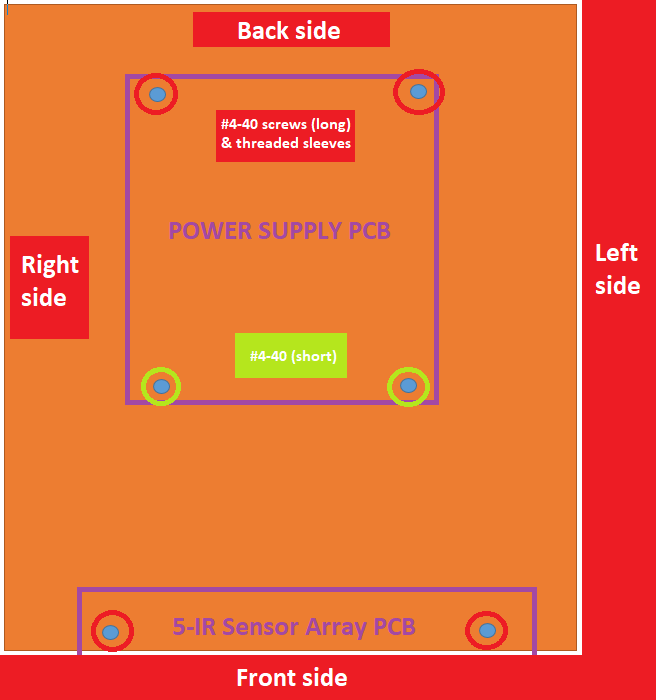 Back side
#4-40 screws (long)
& threaded sleeves
POWER SUPPLY PCB
Right
side
Left
side
#4-40 (short)
5-IR Sensor Array PCB
Front side